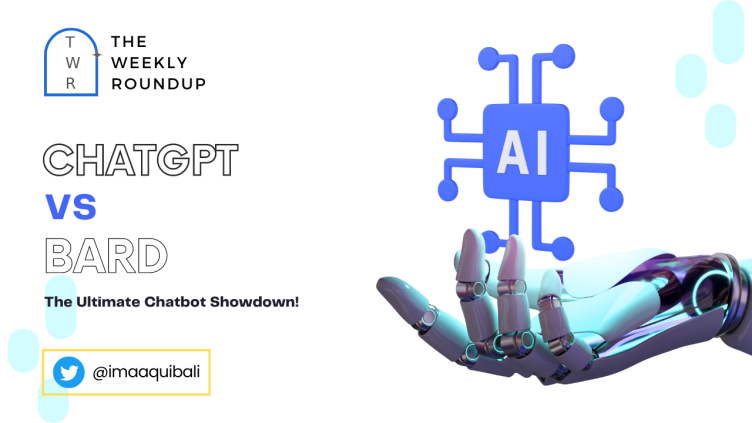 T
W
R
THE
WEEKLY
ROUNDUP
CHATGPT
VS
BARD
The Ultimate Chatbot Showdown!
@imaaquibali
AI